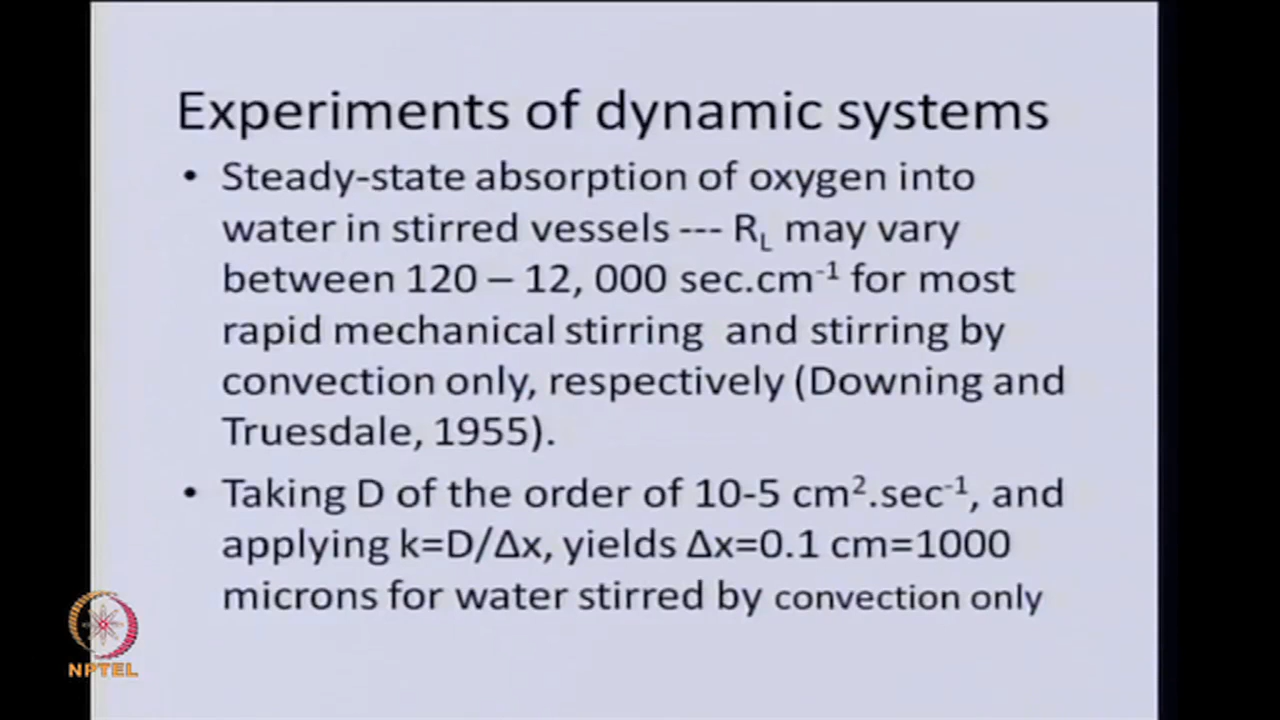 Experiments of dynamic systems
• Steady-state absorption of oxygen into
water in stirred vessels --- R_L may vary
between 120 – 12, 000 sec.cm⁻¹ for most
rapid mechanical stirring and stirring by
convection only, respectively (Downing and
Truesdale, 1955).
• Taking D of the order of 10-5 cm².sec⁻¹, and
applying k=D/Δx, yields Δx=0.1 cm=1000
microns for water stirred by convection only
NPTEL